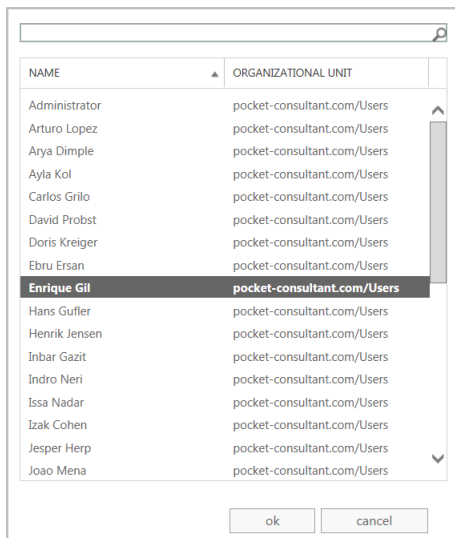 NAME ORGANIZATIONAL UNIT
Administrator pocket-consultant.com/Users
Arturo Lopez pocket-consultant.com/Users
Arya Dimple pocket-consultant.com/Users
Ayla Kol pocket-consultant.com/Users
Carlos Grilo pocket-consultant.com/Users
David Probst pocket-consultant.com/Users
Doris Kreiger pocket-consultant.com/Users
Ebru Ersan pocket-consultant.com/Users
Enrique Gil pocket-consultant.com/Users
Hans Gufler pocket-consultant.com/Users
Henrik Jensen pocket-consultant.com/Users
Inbar Gazit pocket-consultant.com/Users
Indro Neri pocket-consultant.com/Users
Issa Nadar pocket-consultant.com/Users
Izak Cohen pocket-consultant.com/Users
Jesper Herp pocket-consultant.com/Users
Joao Mena pocket-consultant.com/Users
ok cancel